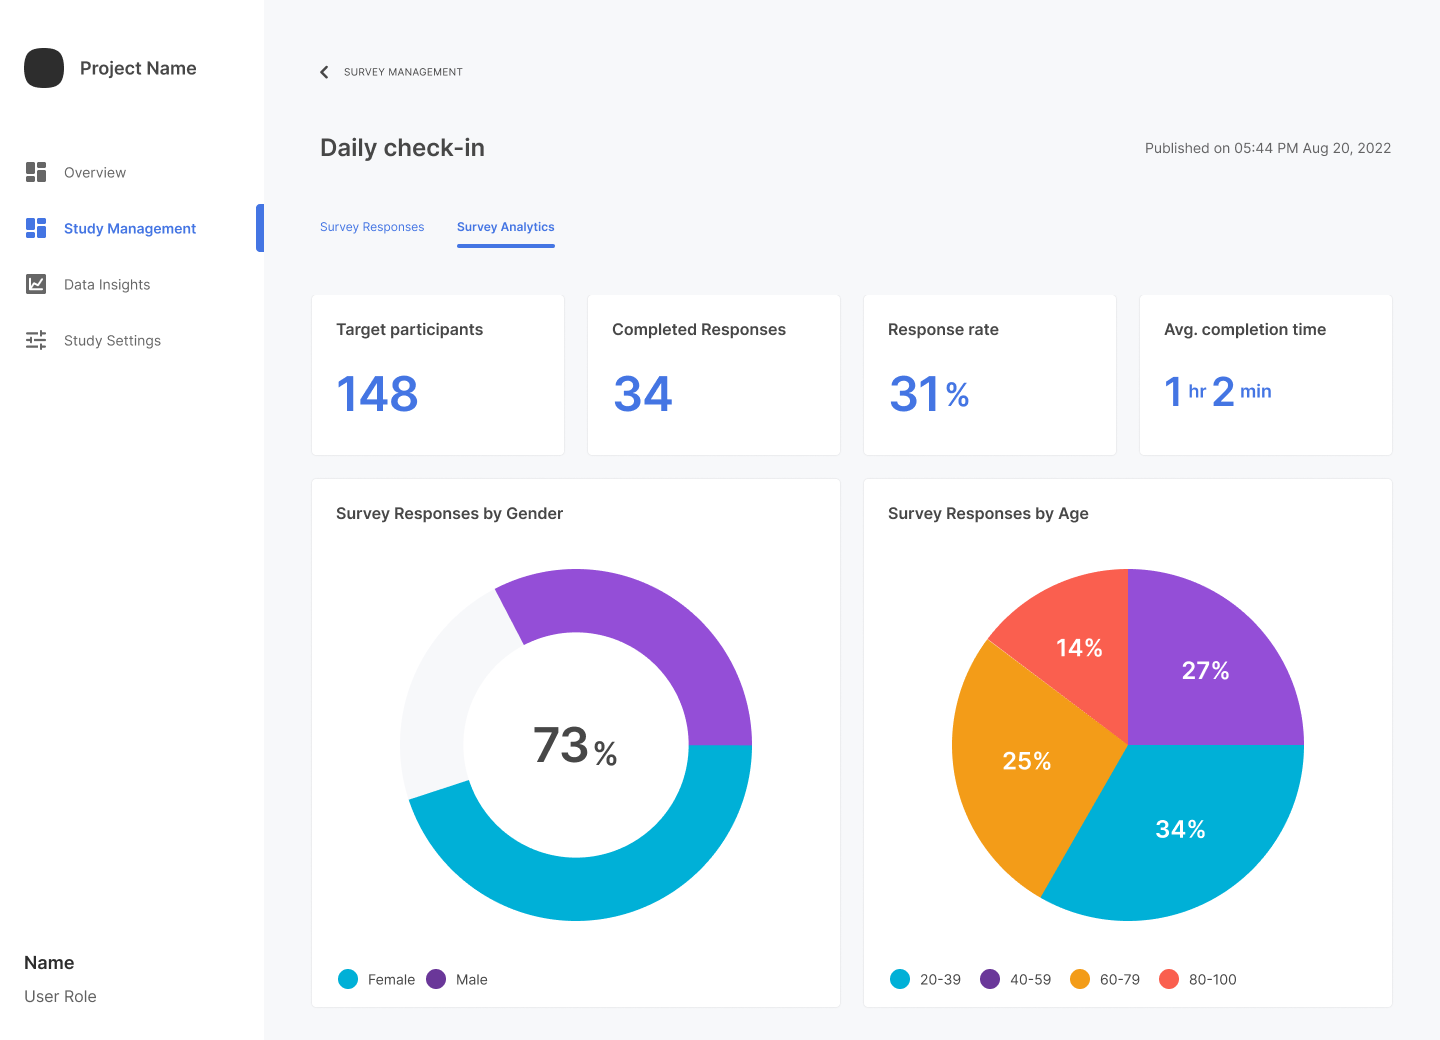 Project Name
Overview
Study Management
Data Insights
Study Settings
Name
User Role
SURVEY MANAGEMENT
Daily check-in
Published on 05:44 PM Aug 20, 2022
Survey Responses
Survey Analytics
Target participants
148
Completed Responses
34
Response rate
31 %
Avg. completion time
1 hr 2 min
Survey Responses by Gender
73 %
Female
Male
Survey Responses by Age
14%
27%
25%
34%
20-39
40-59
60-79
80-100